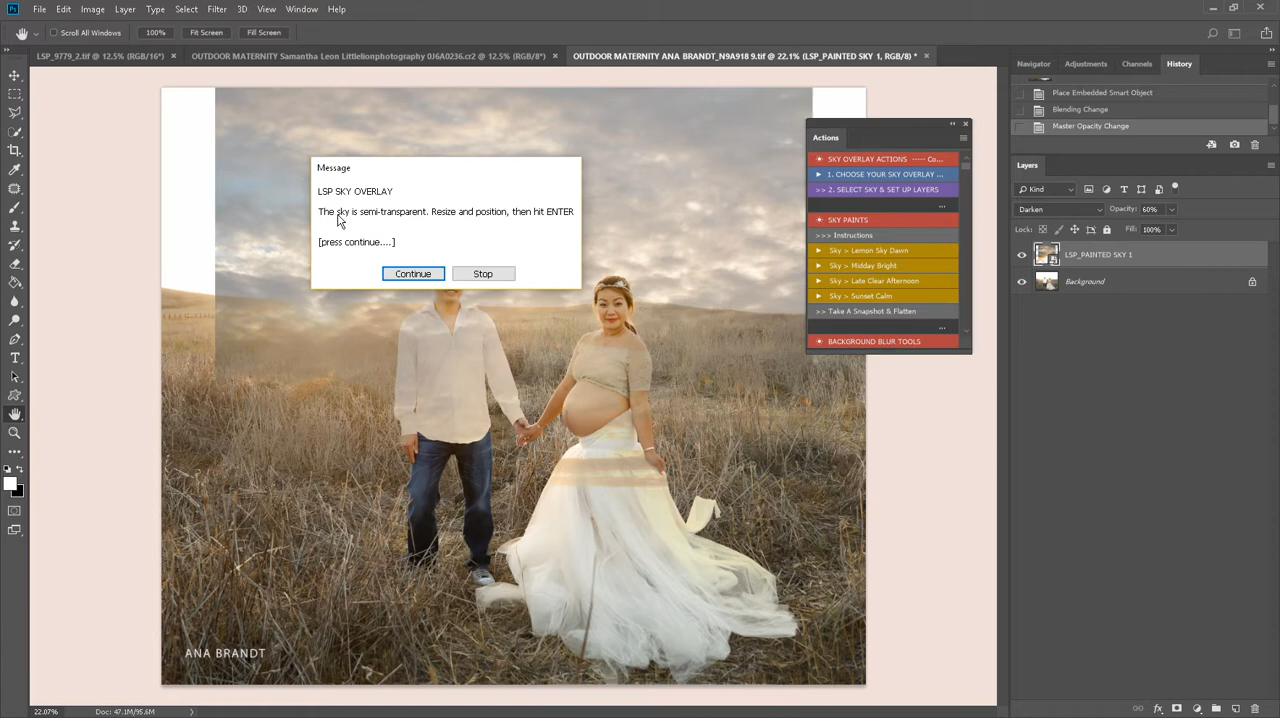 Ps File Edit Image Layer Type Select Filter 3D View Window Help
Scroll All Windows 100% Fit Screen Fill Screen
LSP_9779_2.tif @ 12.5% (RGB/16*) × OUTDOOR MATERNITY Samantha Leon Littlelionphotography 0J6A0236.cr2 @ 12.5% (RGB/8*) × OUTDOOR MATERNITY ANA BRANDT_N9A918 9.tif @ 22.1% (LSP_PAINTED SKY 1, RGB/8) * ×
Navigator Adjustments Channels History
Place Embedded Smart Object
Blending Change
Master Opacity Change
Actions
SKY OVERLAY ACTIONS ----- Co...
1. CHOOSE YOUR SKY OVERLAY ...
>> 2. SELECT SKY & SET UP LAYERS
...
SKY PAINTS
>>> Instructions
Sky > Lemon Sky Dawn
Sky > Midday Bright
Sky > Late Clear Afternoon
Sky > Sunset Calm
>> Take A Snapshot & Flatten
...
BACKGROUND BLUR TOOLS
Message
LSP SKY OVERLAY
The sky is semi-transparent. Resize and position, then hit ENTER
[press continue....]
Continue Stop
Layers
Kind
Darken Opacity: 60%
Lock: Fill: 100%
LSP_PAINTED SKY 1
Background
ANA BRANDT
22.07% Doc: 47.1M/95.6M